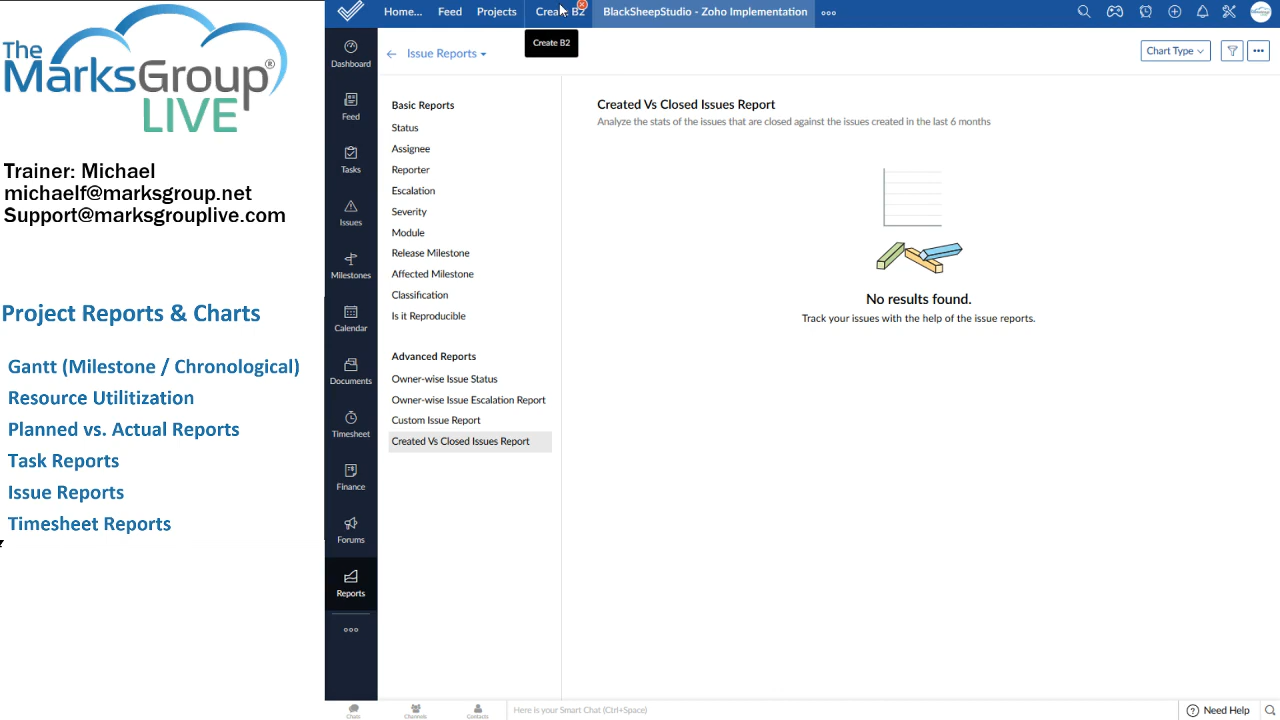 The
MarksGroup®
LIVE
Trainer: Michael
michaelf@marksgroup.net
Support@marksgrouplive.com
Project Reports & Charts
Gantt (Milestone / Chronological)
Resource Utilitization
Planned vs. Actual Reports
Task Reports
Issue Reports
Timesheet Reports
Home... Feed Projects Create B2 BlackSheepStudio - Zoho Implementation
Create B2
Dashboard
Feed
Tasks
Issues
Milestones
Calendar
Documents
Timesheet
Finance
Forums
Reports
Issue Reports
Chart Type
Basic Reports
Status
Assignee
Reporter
Escalation
Severity
Module
Release Milestone
Affected Milestone
Classification
Is it Reproducible
Advanced Reports
Owner-wise Issue Status
Owner-wise Issue Escalation Report
Custom Issue Report
Created Vs Closed Issues Report
Created Vs Closed Issues Report
Analyze the stats of the issues that are closed against the issues created in the last 6 months
No results found.
Track your issues with the help of the issue reports.
Chats Channels Contacts Here is your Smart Chat (Ctrl+Space) Need Help